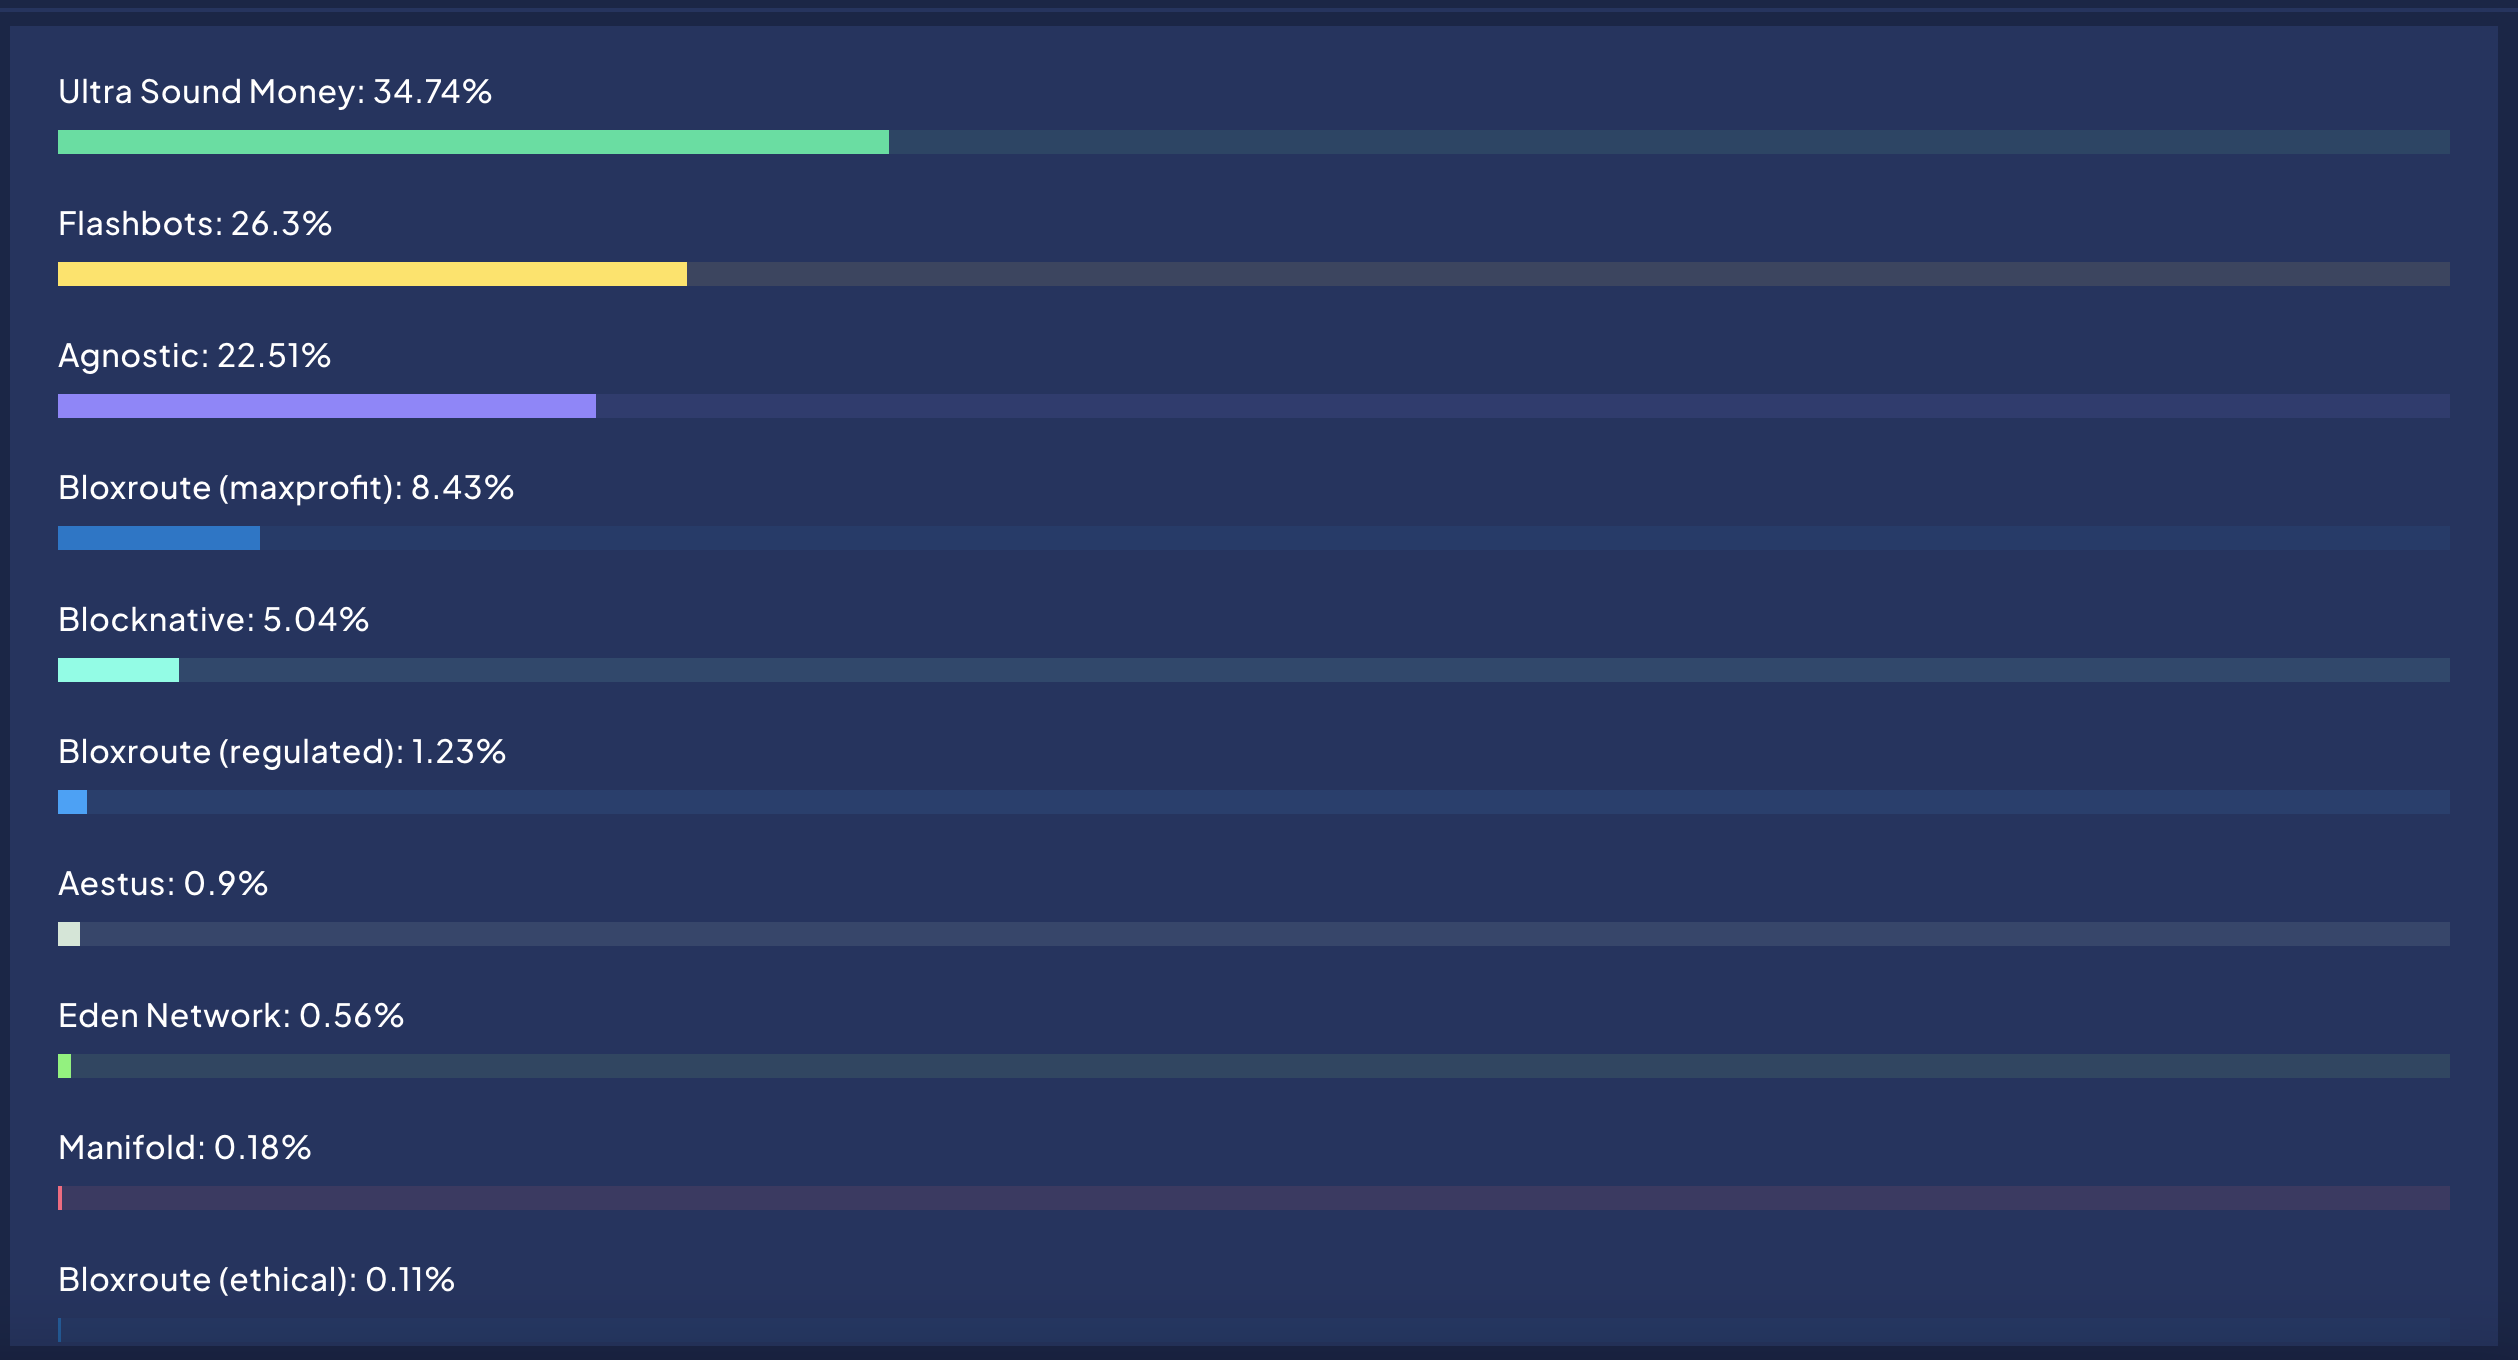 Ultra Sound Money: 34.74%
Flashbots: 26.3%
Agnostic: 22.51%
Bloxroute (maxprofit): 8.43%
Blocknative: 5.04%
Bloxroute (regulated): 1.23%
Aestus: 0.9%
Eden Network: 0.56%
Manifold: 0.18%
Bloxroute (ethical): 0.11%